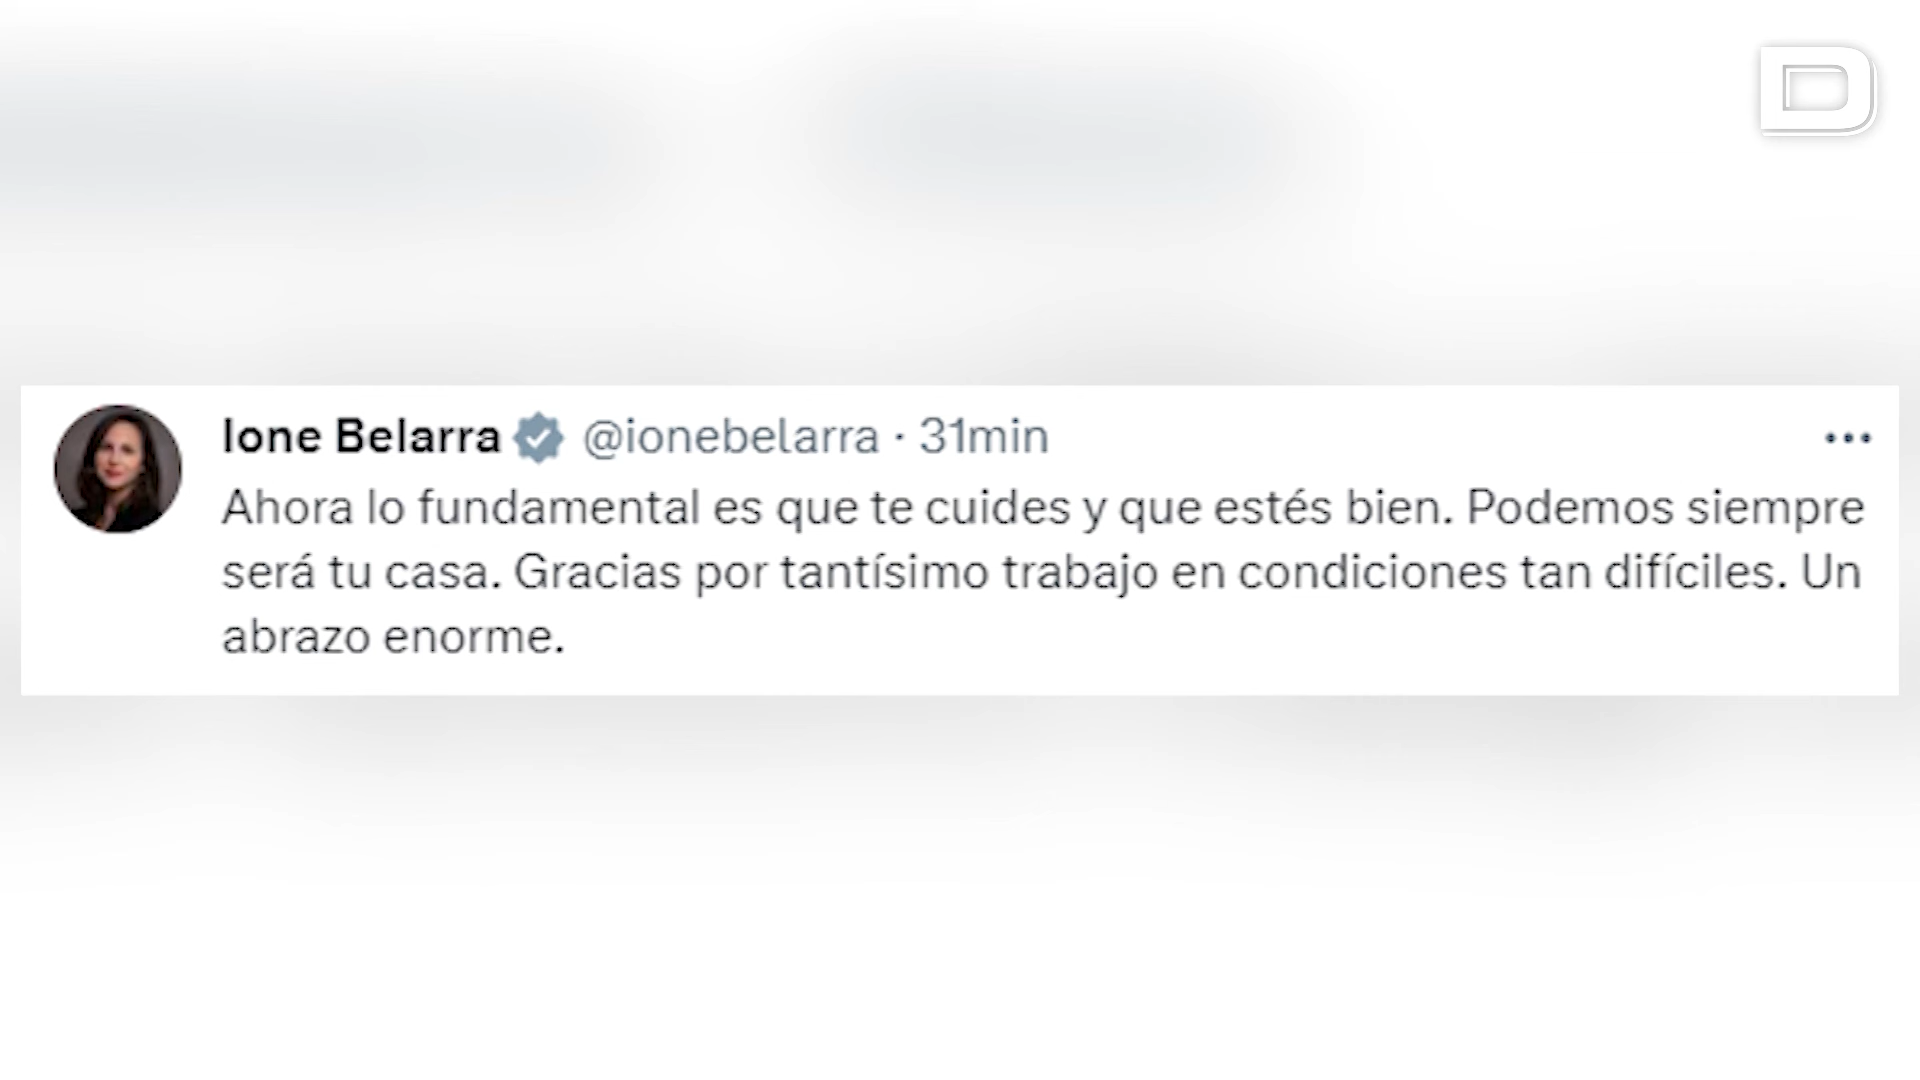 D
Ione Belarra @ionebelarra · 31min
Ahora lo fundamental es que te cuides y que estés bien. Podemos siempre
será tu casa. Gracias por tantísimo trabajo en condiciones tan difíciles. Un
abrazo enorme.